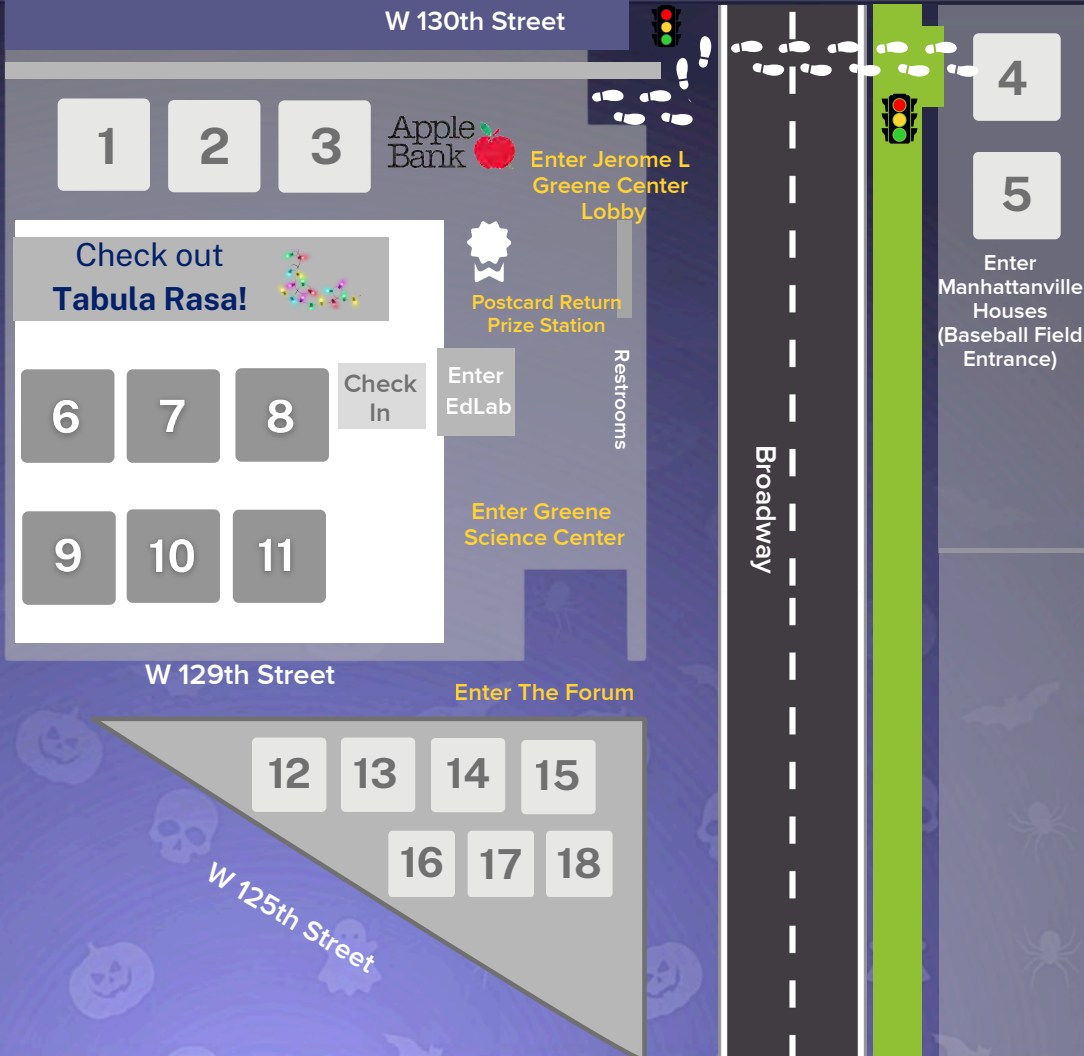 W 130th Street
4
1
2
3
Apple
Bank
Enter Jerome L
Greene Center
Lobby
5
Check out
Tabula Rasa!
Postcard Return
Prize Station
Enter
Manhattanville
Houses
(Baseball Field
Entrance)
6
7
8
Check
In
Enter
EdLab
Restrooms
Broadway
Enter Greene
Science Center
9
10
11
W 129th Street
Enter The Forum
12
13
14
15
16
17
18
W 125th Street